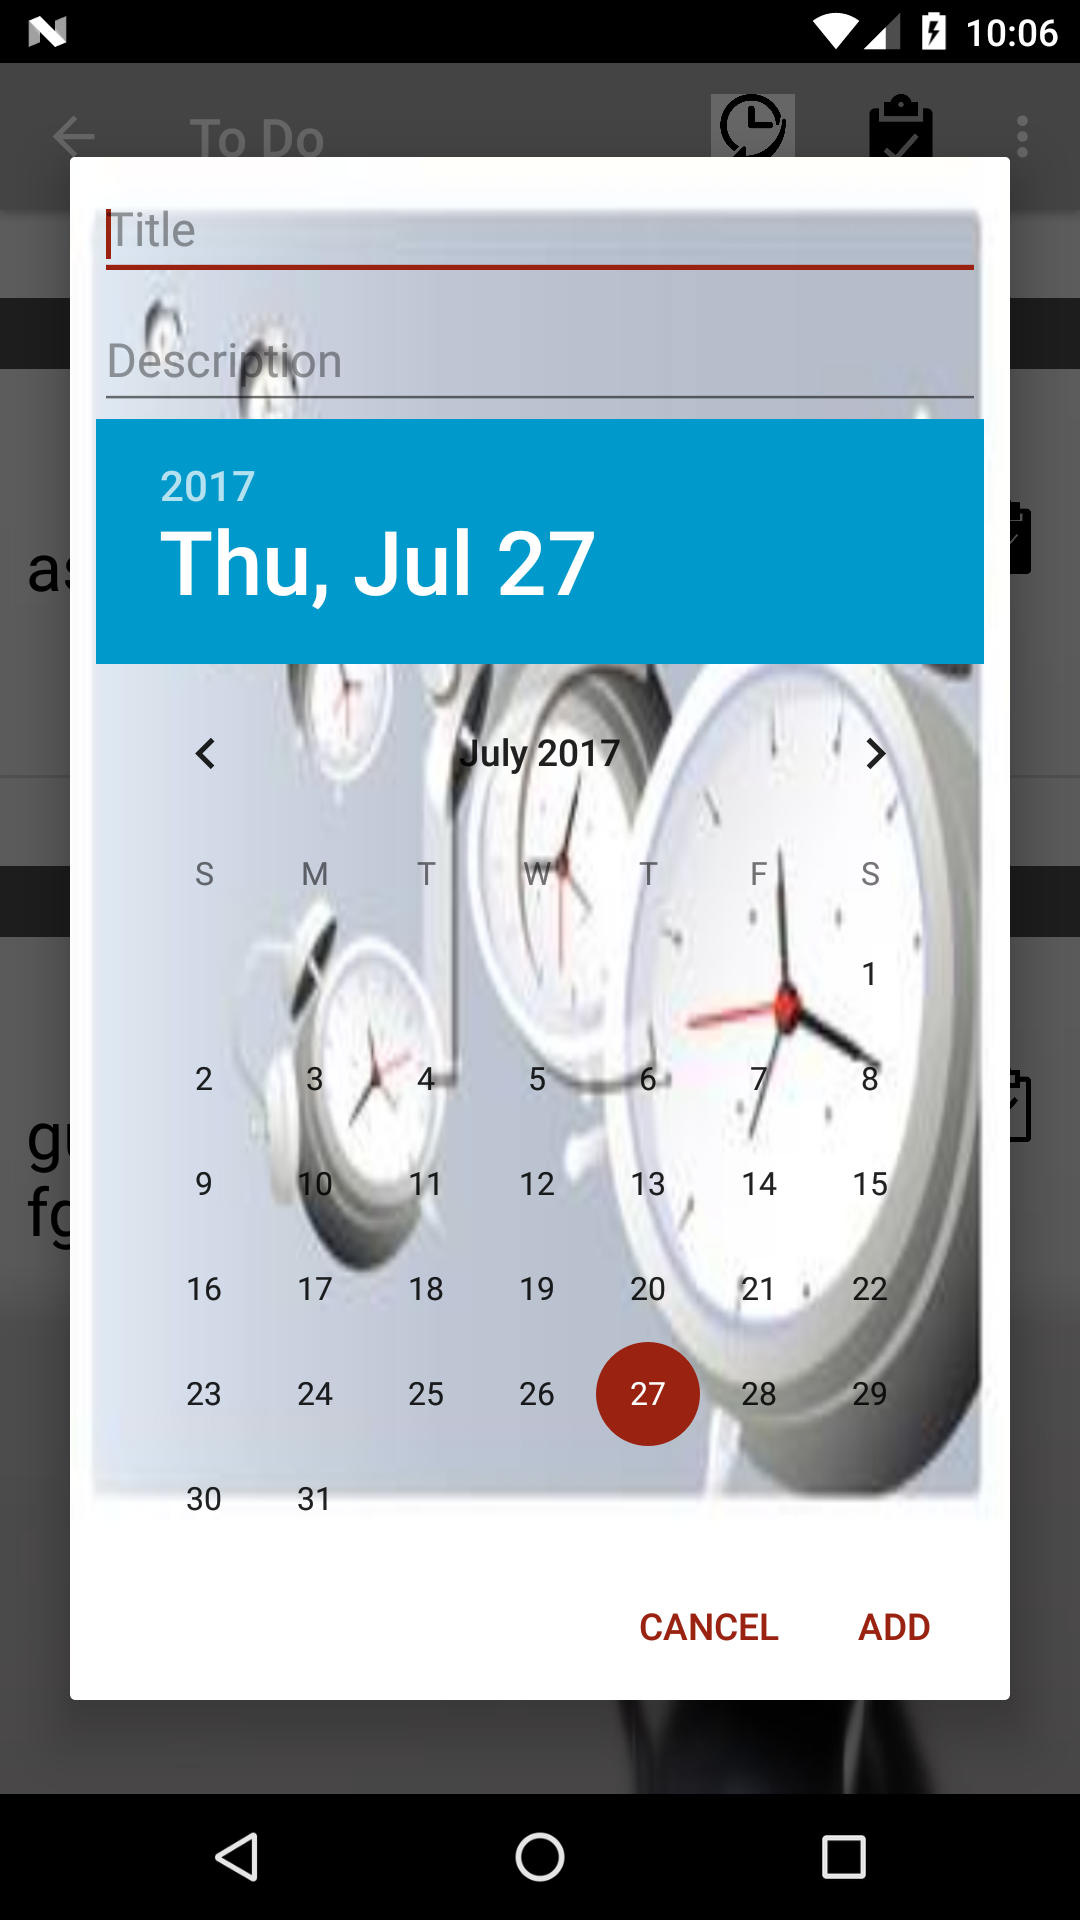 10:06
To Do
Title
Description
2017
Thu, Jul 27
July 2017
S M T W T F S
1
2 3 4 5 6 7 8
9 10 11 12 13 14 15
16 17 18 19 20 21 22
23 24 25 26 27 28 29
30 31
CANCEL ADD